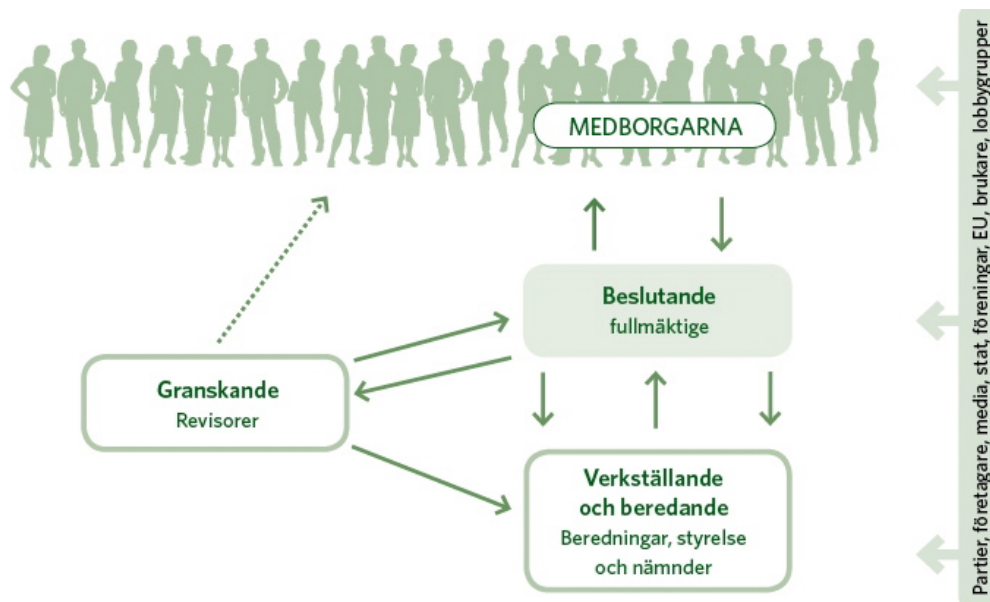 MEDBORGARNA
Beslutande
fullmäktige
Granskande
Revisorer
Verkställande
och beredande
Beredningar, styrelse
och nämnder
Partier, företagare, media, stat, föreningar, EU, brukare, lobbygrupper